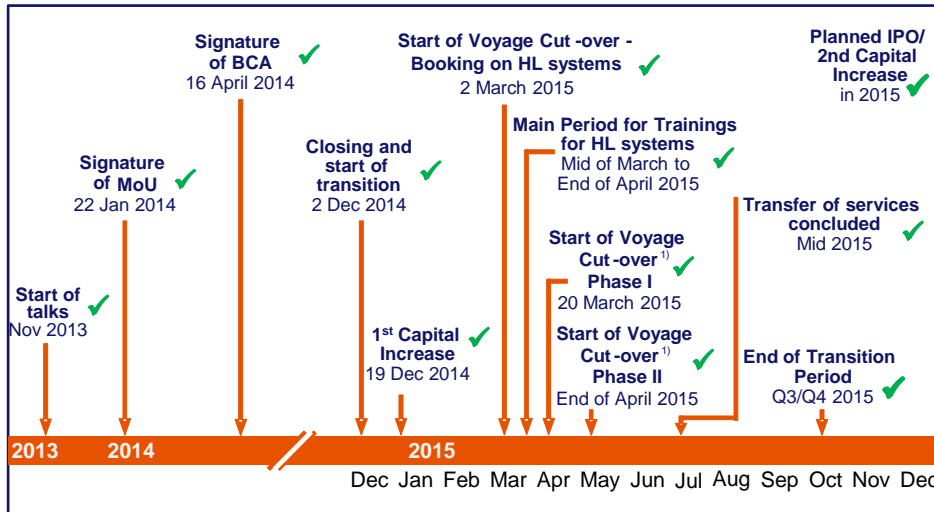 Signature
of BCA
16 April 2014
Start of Voyage Cut -over -
Booking on HL systems
2 March 2015
Planned IPO/
2nd Capital
Increase
in 2015
Main Period for Trainings
for HL systems
Mid of March to
End of April 2015
Closing and
start of
transition
2 Dec 2014
Signature
of MoU
22 Jan 2014
Transfer of services
concluded
Mid 2015
Start of Voyage
Cut -over 1)
Phase I
20 March 2015
Start of
talks
Nov 2013
1st Capital
Increase
19 Dec 2014
Start of Voyage
Cut -over 1)
Phase II
End of April 2015
End of Transition
Period
Q3/Q4 2015
2013 2014 2015
Dec Jan Feb Mar Apr May Jun Jul Aug Sep Oct Nov Dec